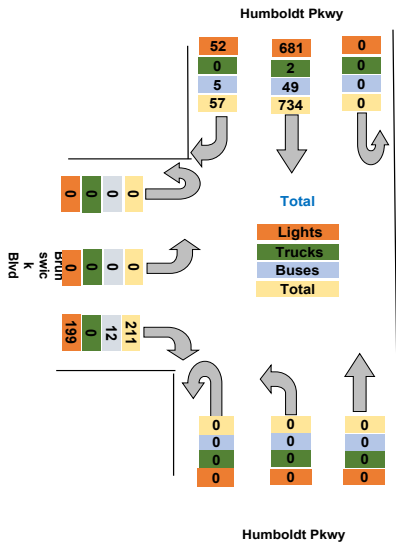 Humboldt Pkwy
52 681 0
0 2 0
5 49 0
57 734 0
0 0 0 0
Total
Lights
Trucks
Buses
Total
Brun
swic
k
Blvd
0 0 0 0
199 0 12 211
0 0 0
0 0 0
0 0 0
0 0 0
Humboldt Pkwy